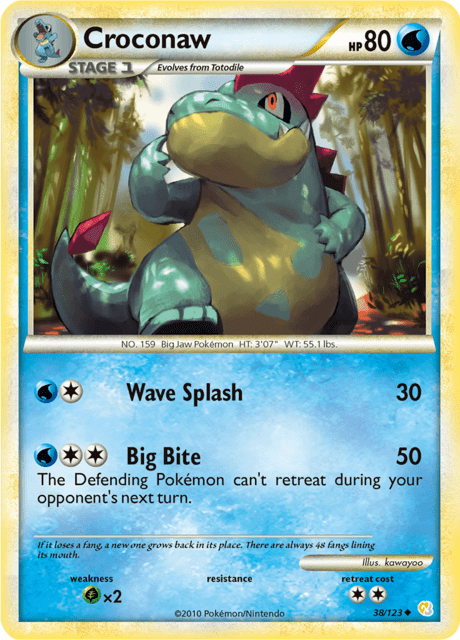 Croconaw
HP 80
STAGE 1
Evolves from Totodile
NO. 159 Big Jaw Pokémon HT: 3'07" WT: 55.1 lbs.
Wave Splash 30
Big Bite 50
The Defending Pokémon can't retreat during your
opponent's next turn.
If it loses a fang, a new one grows back in its place. There are always 48 fangs lining
its mouth.
Illus. kawayoo
weakness resistance retreat cost
×2
©2010 Pokémon/Nintendo
38/123